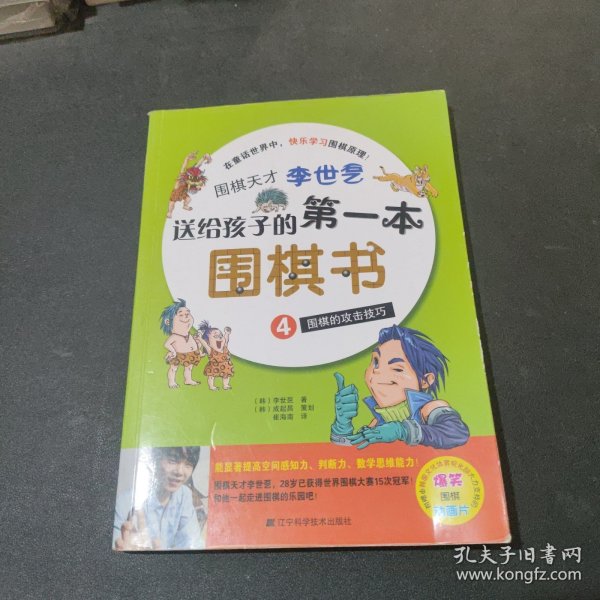 在童话世界中，快乐学习围棋原理！
围棋天才 李世乭
送给孩子的第一本
围棋书
4 围棋的攻击技巧
（韩）李世乭 著
（韩）成起昌 策划
崔海南 译
能显著提高空间感知力、判断力、数学思维能力！
围棋天才李世乭，28岁已获得世界围棋大赛15次冠军！
和他一起走进围棋的乐园吧！
爆笑
围棋
动画片
辽宁科学技术出版社
孔夫子旧书网
www.kongfz.com